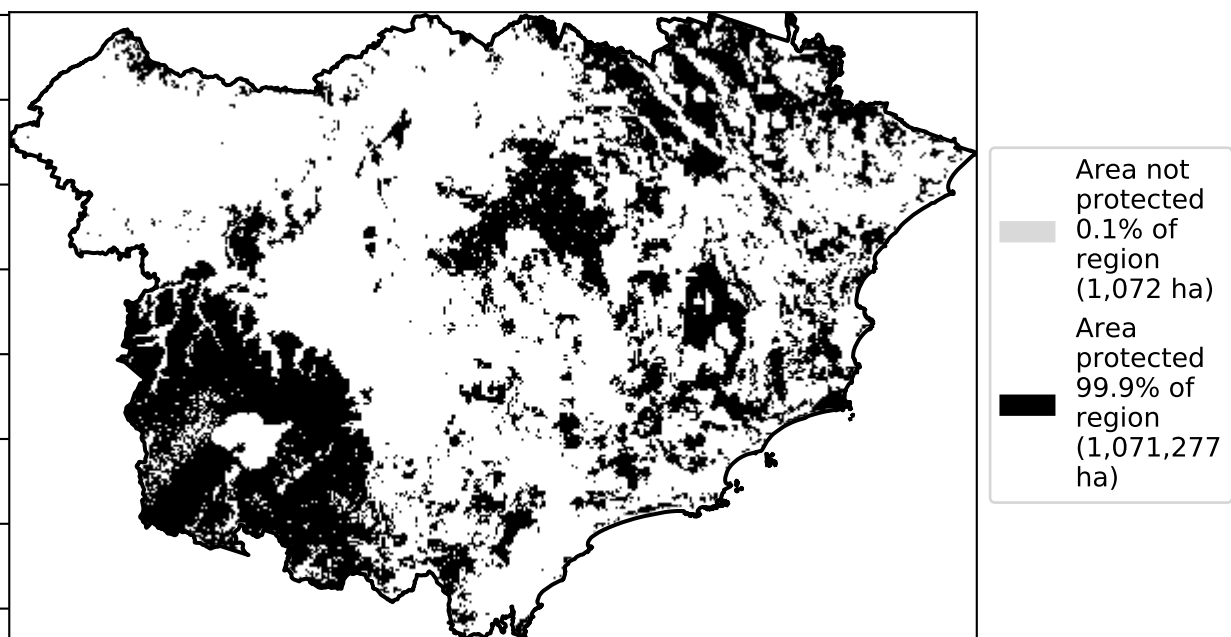 Area not
protected
0.1% of
region
(1,072 ha)
Area
protected
99.9% of
region
(1,071,277
ha)